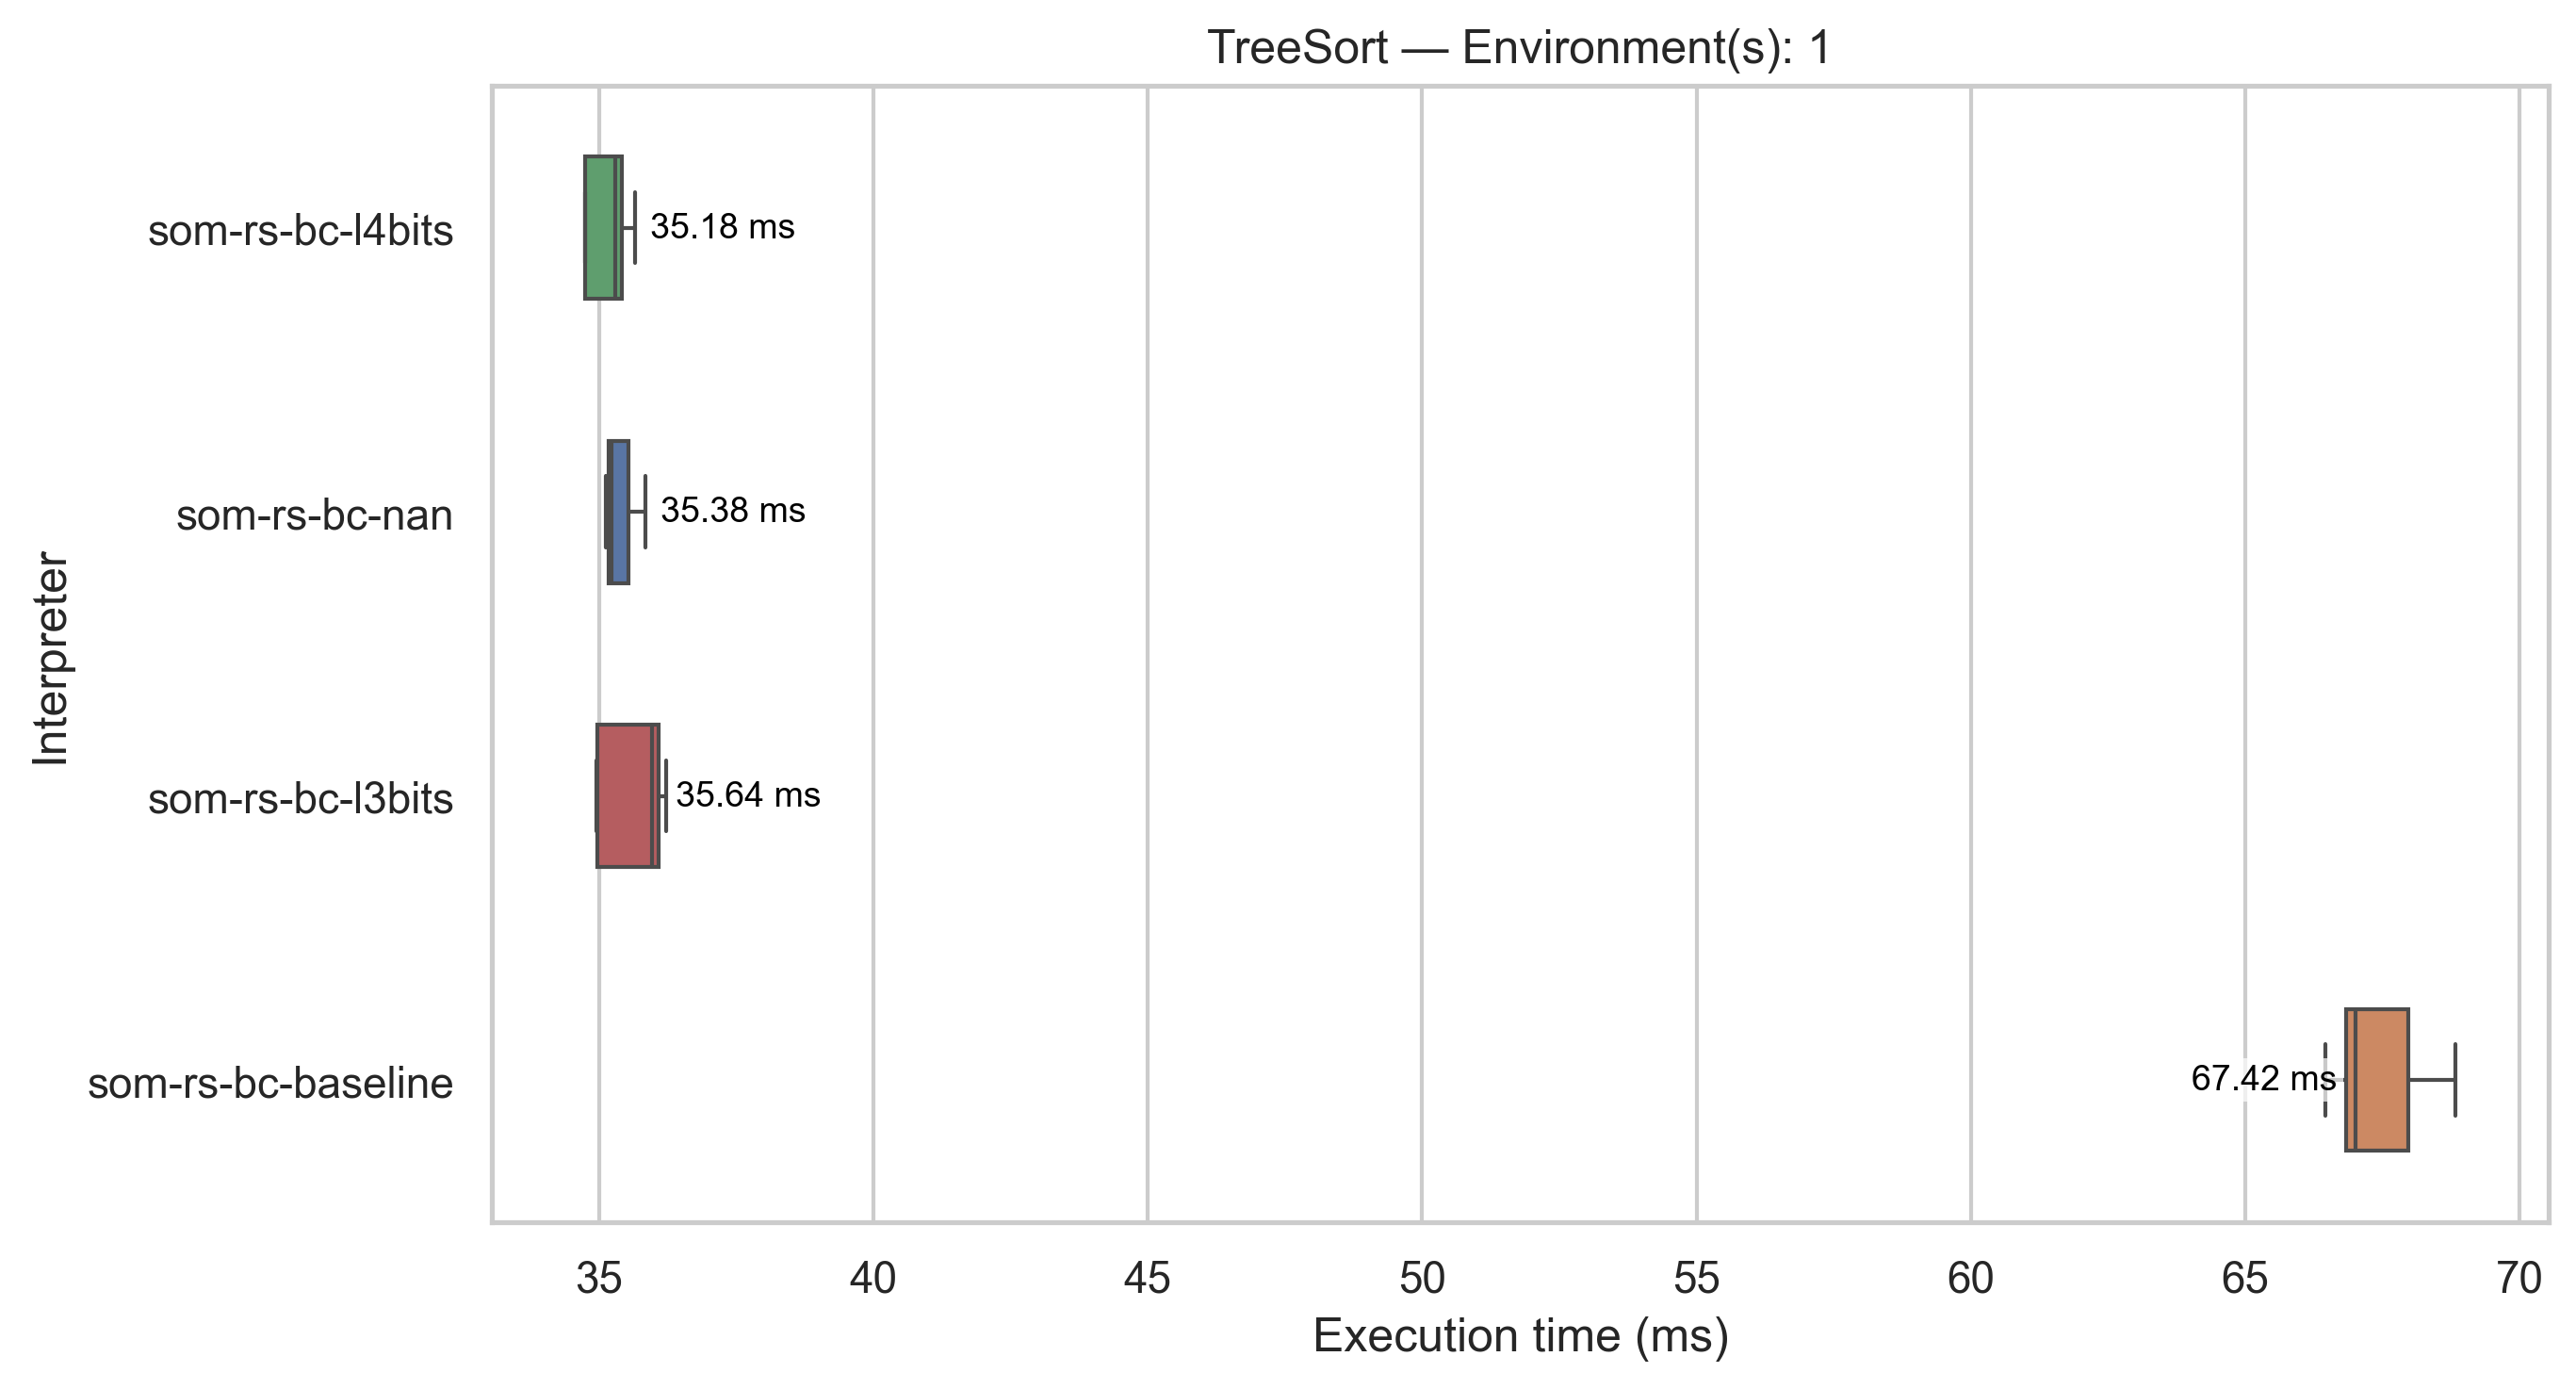 TreeSort — Environment(s): 1
Interpreter
som-rs-bc-l4bits
35.18 ms
som-rs-bc-nan
35.38 ms
som-rs-bc-l3bits
35.64 ms
som-rs-bc-baseline
67.42 ms
35 40 45 50 55 60 65 70
Execution time (ms)